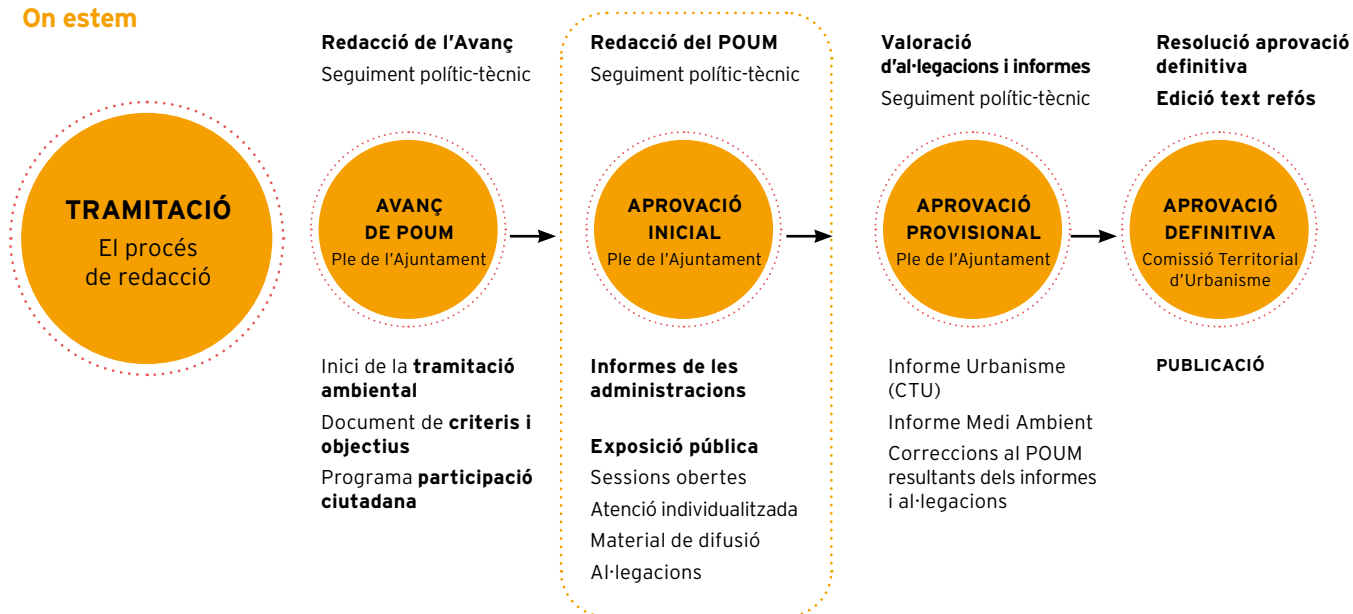 On estem
TRAMITACIÓ
El procés
de redacció
Redacció de l'Avanç
Seguiment polític-tècnic
AVANÇ
DE POUM
Ple de l'Ajuntament
Inici de la tramitació
ambiental
Document de criteris i
objectius
Programa participació
ciutadana
Redacció del POUM
Seguiment polític-tècnic
APROVACIÓ
INICIAL
Ple de l'Ajuntament
Informes de les
administracions
Exposició pública
Sessions obertes
Atenció individualitzada
Material de difusió
Al·legacions
Valoració
d'al·legacions i informes
Seguiment polític-tècnic
APROVACIÓ
PROVISIONAL
Ple de l'Ajuntament
Informe Urbanisme
(CTU)
Informe Medi Ambient
Correccions al POUM
resultants dels informes
i al·legacions
Resolució aprovació
definitiva
Edició text refós
APROVACIÓ
DEFINITIVA
Comissió Territorial
d'Urbanisme
PUBLICACIÓ